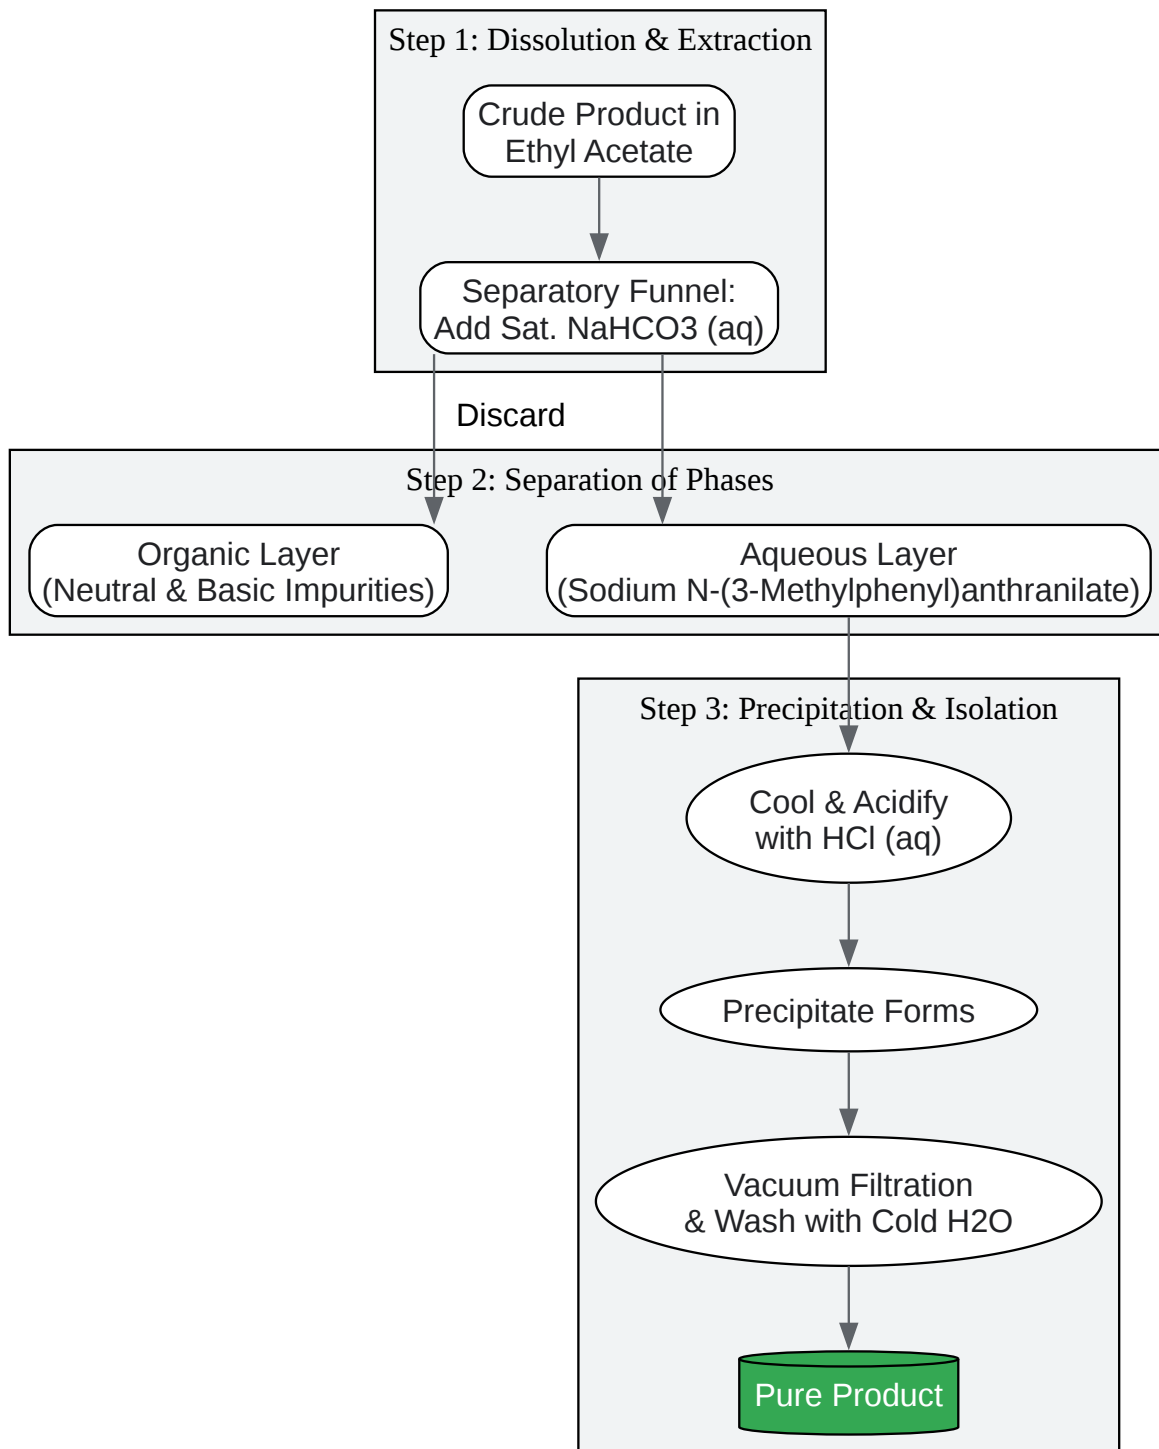 Step 1: Dissolution & Extraction
Crude Product in
Ethyl Acetate
Separatory Funnel:
Add Sat. NaHCO3 (aq)
Discard
Step 2: Separation of Phases
Organic Layer
(Neutral & Basic Impurities)
Aqueous Layer
(Sodium N-(3-Methylphenyl)anthranilate)
Step 3: Precipitation & Isolation
Cool & Acidify
with HCl (aq)
Precipitate Forms
Vacuum Filtration
& Wash with Cold H2O
Pure Product